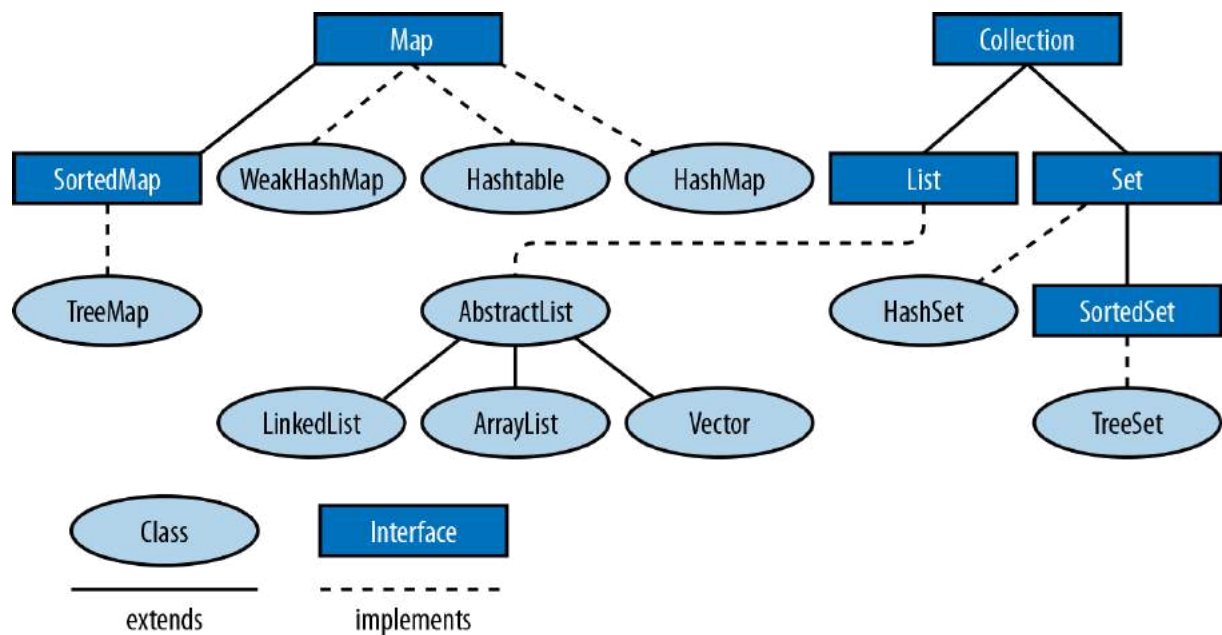 Map
Collection
SortedMap
WeakHashMap
Hashtable
HashMap
List
Set
TreeMap
AbstractList
HashSet
SortedSet
LinkedList
ArrayList
Vector
TreeSet
Class
Interface
extends
implements